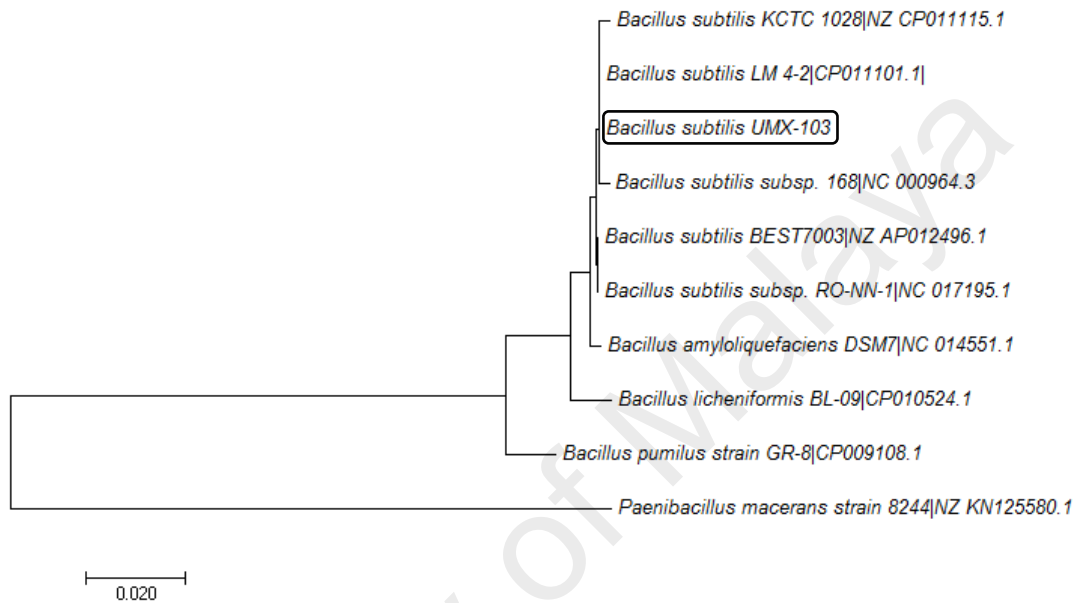 Bacillus subtilis KCTC 1028|NZ CP011115.1
Bacillus subtilis LM 4-2|CP011101.1|
Bacillus subtilis UMX-103
Bacillus subtilis subsp. 168|NC 000964.3
Bacillus subtilis BEST7003|NZ AP012496.1
Bacillus subtilis subsp. RO-NN-1|NC 017195.1
Bacillus amyloliquefaciens DSM7|NC 014551.1
Bacillus licheniformis BL-09|CP010524.1
Bacillus pumilus strain GR-8|CP009108.1
Paenibacillus macerans strain 8244|NZ KN125580.1
0.020
of Malaya